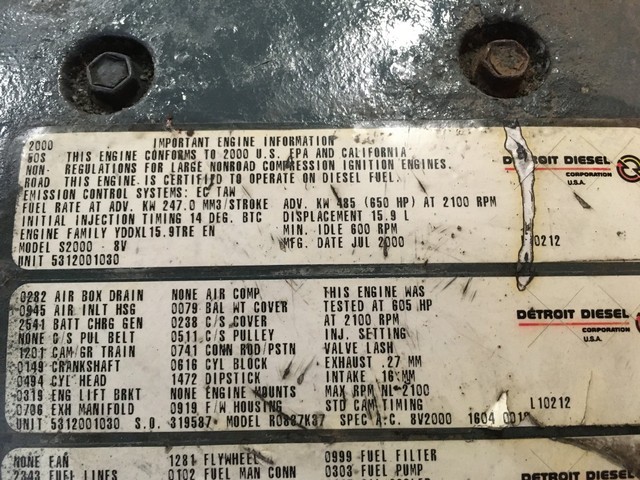 2000 IMPORTANT ENGINE INFORMATION
50S THIS ENGINE CONFORMS TO 2000 U.S. EPA AND CALIFORNIA
NON- REGULATIONS FOR LARGE NONROAD COMPRESSION IGNITION ENGINES.
ROAD THIS ENGINE IS CERTIFIED TO OPERATE ON DIESEL FUEL.
EMISSION CONTROL SYSTEMS: EC TAW
FUEL RATE AT ADV. KW 247.0 MM3/STROKE ADV. KW 485 (650 HP) AT 2100 RPM
INITIAL INJECTION TIMING 14 DEG. BTC DISPLACEMENT 15.9 L
ENGINE FAMILY YDDXL15.9TRE EN MIN. IDLE 600 RPM
MODEL S2000 - 8V MFG. DATE JUL 2000
UNIT 5312001030
DETROIT DIESEL
CORPORATION
U.S.A.
0212
0282 AIR BOX DRAIN NONE AIR COMP THIS ENGINE WAS
0945 AIR INLT HSG 0079 BAL WT COVER TESTED AT 605 HP
2541 BATT CHRG GEN 0238 C/S COVER AT 2100 RPM
NONE C/S PUL BELT 0511 C/S PULLEY INJ. SETTING
1201 CAM/GR TRAIN 0741 CONN ROD/PSTN VALVE LASH
0149 CRANKSHAFT 0616 CYL BLOCK EXHAUST .27 MM
0494 CYL HEAD 1472 DIPSTICK INTAKE 16 MM
0319 ENG LIFT BRKT NONE ENGINE MOUNTS MAX RPM NL-2100
0706 EXH MANIFOLD 0919 F/W HOUSING STD CAM TIMING
UNIT 5312001030 S.O. 319587 MODEL R0887K37 SPEC A.C. 8V2000 1604
DETROIT DIESEL
CORPORATION
U.S.A.
L10212
NONE FAN 1281 FLYWHEEL 0999 FUEL FILTER
2343 FUEL LINES 0102 FUEL MAN CONN 0303 FUEL PUMP
DETROIT DIESEL